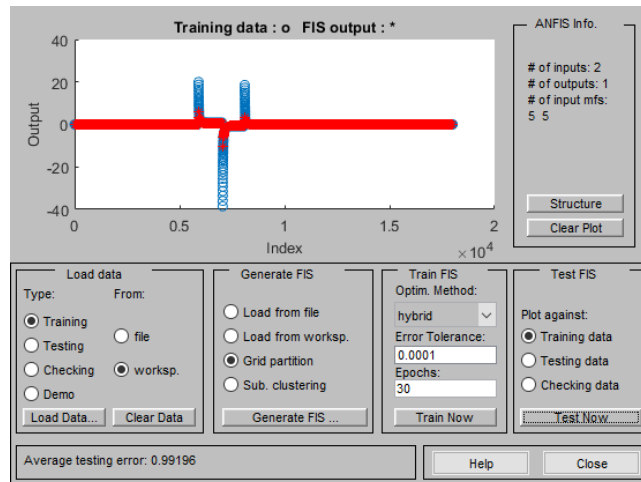 Training data : o   FIS output : *
40
20
0
-20
-40
Output
0
0.5
1
1.5
2
Index
× 10⁴
ANFIS Info.
# of inputs: 2
# of outputs: 1
# of input mfs:
5  5
Structure
Clear Plot
Load data
Type:
From:
Training
Testing
Checking
Demo
file
worksp.
Load Data...
Clear Data
Generate FIS
Load from file
Load from worksp.
Grid partition
Sub. clustering
Generate FIS ...
Train FIS
Optim. Method:
hybrid
Error Tolerance:
0.0001
Epochs:
30
Train Now
Test FIS
Plot against:
Training data
Testing data
Checking data
Test Now
Average testing error: 0.99196
Help
Close